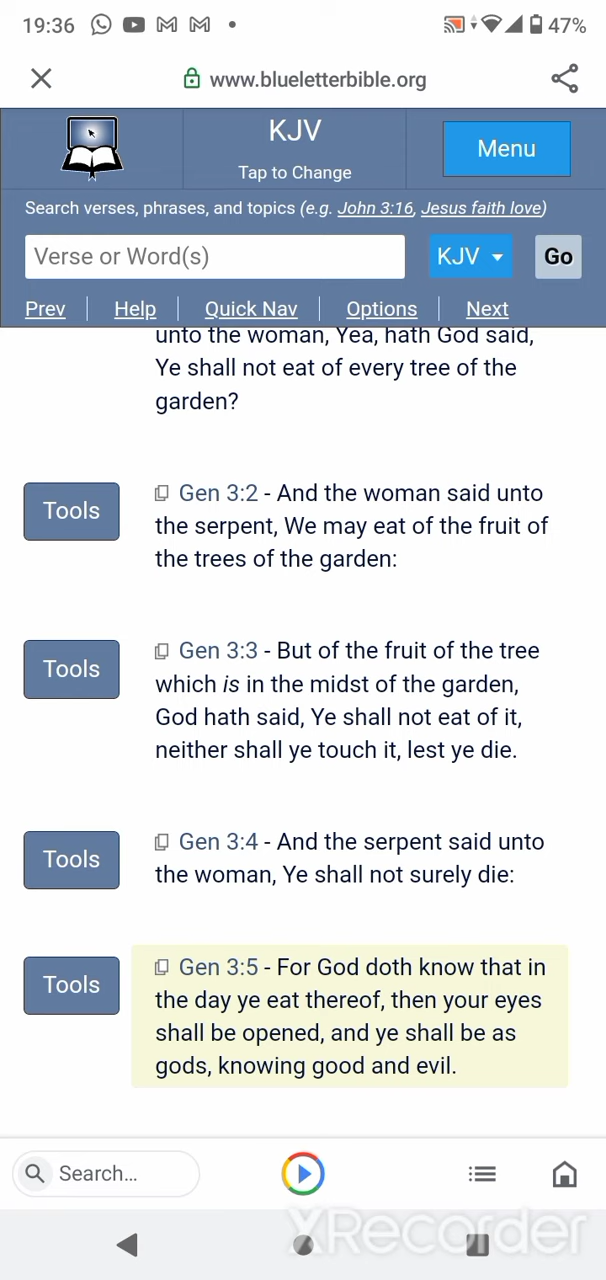 19:36 47%
www.blueletterbible.org
KJV
Tap to Change
Menu
Search verses, phrases, and topics (e.g. John 3:16, Jesus faith love)
Verse or Word(s) KJV Go
Prev Help Quick Nav Options Next
unto the woman, Yea, hath God said,
Ye shall not eat of every tree of the
garden?
Tools
Gen 3:2 - And the woman said unto
the serpent, We may eat of the fruit of
the trees of the garden:
Tools
Gen 3:3 - But of the fruit of the tree
which is in the midst of the garden,
God hath said, Ye shall not eat of it,
neither shall ye touch it, lest ye die.
Tools
Gen 3:4 - And the serpent said unto
the woman, Ye shall not surely die:
Tools
Gen 3:5 - For God doth know that in
the day ye eat thereof, then your eyes
shall be opened, and ye shall be as
gods, knowing good and evil.
Search...
XRecorder